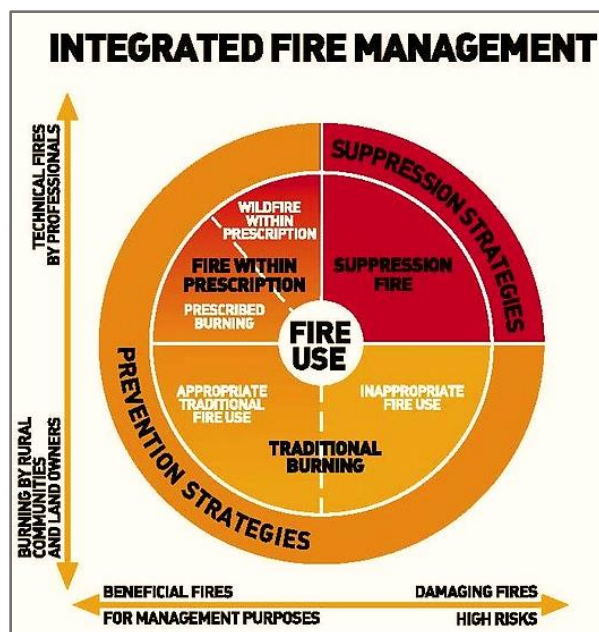 INTEGRATED FIRE MANAGEMENT
TECHNICAL FIRES
BY PROFESSIONALS
SUPPRESSION STRATEGIES
WILDFIRE
WITHIN
PRESCRIPTION
FIRE WITHIN
PRESCRIPTION
PRESCRIBED
BURNING
SUPPRESSION
FIRE
FIRE
USE
APPROPRIATE
TRADITIONAL
FIRE USE
INAPPROPRIATE
FIRE USE
TRADITIONAL
BURNING
PREVENTION STRATEGIES
BURNING BY RURAL
COMMUNITIES
AND LAND OWNERS
BENEFICIAL FIRES
DAMAGING FIRES
FOR MANAGEMENT PURPOSES
HIGH RISKS